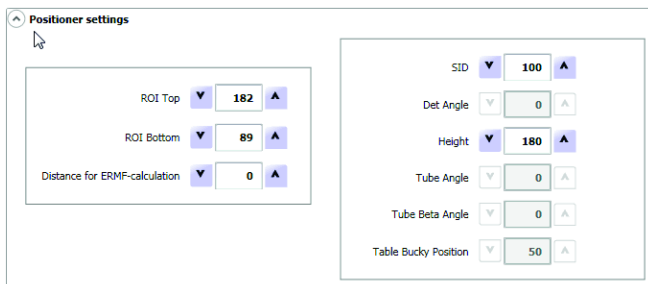 Positioner settings
ROI Top 182
ROI Bottom 89
Distance for ERMF-calculation 0
SID 100
Det Angle 0
Height 180
Tube Angle 0
Tube Beta Angle 0
Table Bucky Position 50